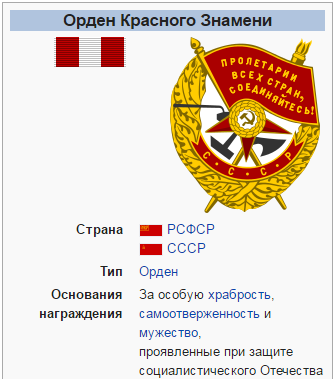 Орден Красного Знамени
ПРОЛЕТАРИИ
ВСЕХ СТРАН,
СОЕДИНЯЙТЕСЬ!
С С С Р
Страна РСФСР
СССР
Тип Орден
Основания За особую храбрость,
награждения самоотверженность и
мужество,
проявленные при защите
социалистического Отечества